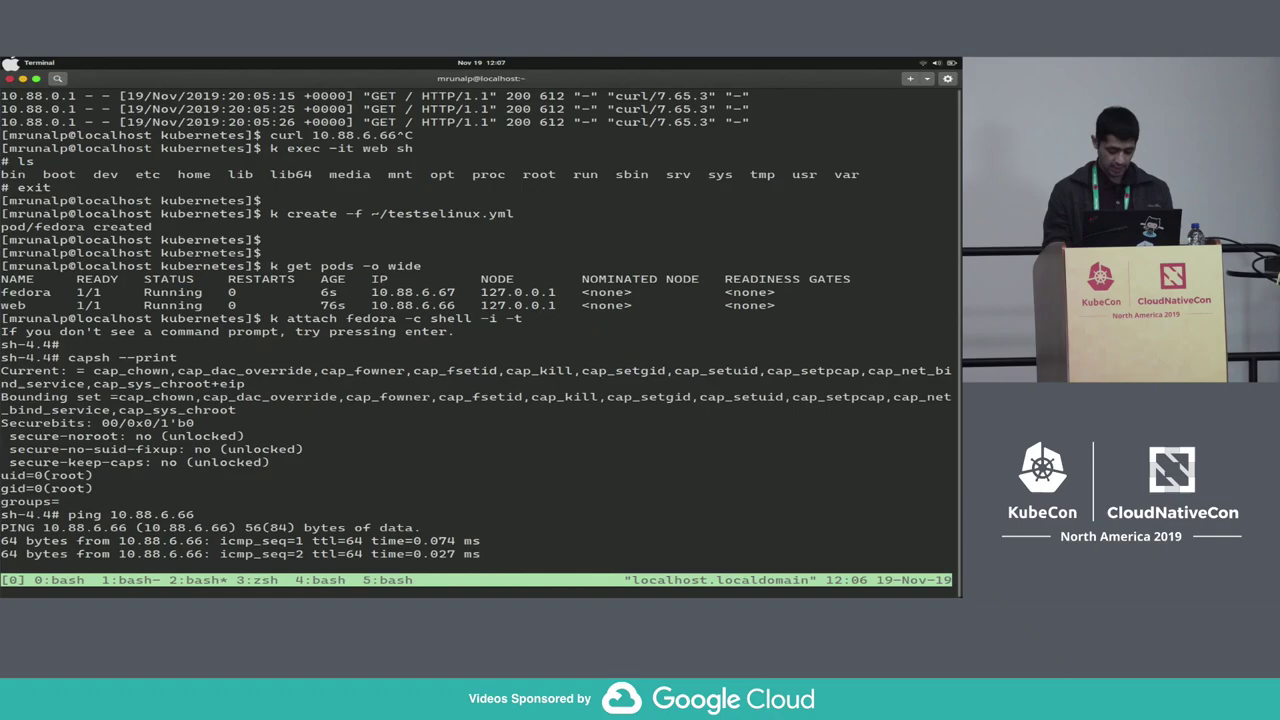 Terminal
Nov 19 12:07
mrunalp@localhost:~
10.88.0.1 - - [19/Nov/2019:20:05:15 +0000] "GET / HTTP/1.1" 200 612 "-" "curl/7.65.3" "-"
10.88.0.1 - - [19/Nov/2019:20:05:25 +0000] "GET / HTTP/1.1" 200 612 "-" "curl/7.65.3" "-"
10.88.0.1 - - [19/Nov/2019:20:05:26 +0000] "GET / HTTP/1.1" 200 612 "-" "curl/7.65.3" "-"
[mrunalp@localhost kubernetes]$ curl 10.88.6.66^C
[mrunalp@localhost kubernetes]$ k exec -it web sh
# ls
bin boot dev etc home lib lib64 media mnt opt proc root run sbin srv sys tmp usr var
# exit
[mrunalp@localhost kubernetes]$
[mrunalp@localhost kubernetes]$ k create -f ~/testselinux.yml
pod/fedora created
[mrunalp@localhost kubernetes]$
[mrunalp@localhost kubernetes]$
[mrunalp@localhost kubernetes]$ k get pods -o wide
NAME READY STATUS RESTARTS AGE IP NODE NOMINATED NODE READINESS GATES
fedora 1/1 Running 0 6s 10.88.6.67 127.0.0.1 <none> <none>
web 1/1 Running 0 76s 10.88.6.66 127.0.0.1 <none> <none>
[mrunalp@localhost kubernetes]$ k attach fedora -c shell -i -t
If you don't see a command prompt, try pressing enter.
sh-4.4#
sh-4.4# capsh --print
Current: = cap_chown,cap_dac_override,cap_fowner,cap_fsetid,cap_kill,cap_setgid,cap_setuid,cap_setpcap,cap_net_bi
nd_service,cap_sys_chroot+eip
Bounding set =cap_chown,cap_dac_override,cap_fowner,cap_fsetid,cap_kill,cap_setgid,cap_setuid,cap_setpcap,cap_net
_bind_service,cap_sys_chroot
Securebits: 00/0x0/1'b0
secure-noroot: no (unlocked)
secure-no-suid-fixup: no (unlocked)
secure-keep-caps: no (unlocked)
uid=0(root)
gid=0(root)
groups=
sh-4.4# ping 10.88.6.66
PING 10.88.6.66 (10.88.6.66) 56(84) bytes of data.
64 bytes from 10.88.6.66: icmp_seq=1 ttl=64 time=0.074 ms
64 bytes from 10.88.6.66: icmp_seq=2 ttl=64 time=0.027 ms
[0] 0:bash 1:bash- 2:bash* 3:zsh 4:bash 5:bash "localhost.localdomain" 12:06 19-Nov-19
KubeCon CloudNativeCon
North America 2019
KubeCon CloudNativeCon
North America 2019
Videos Sponsored by Google Cloud